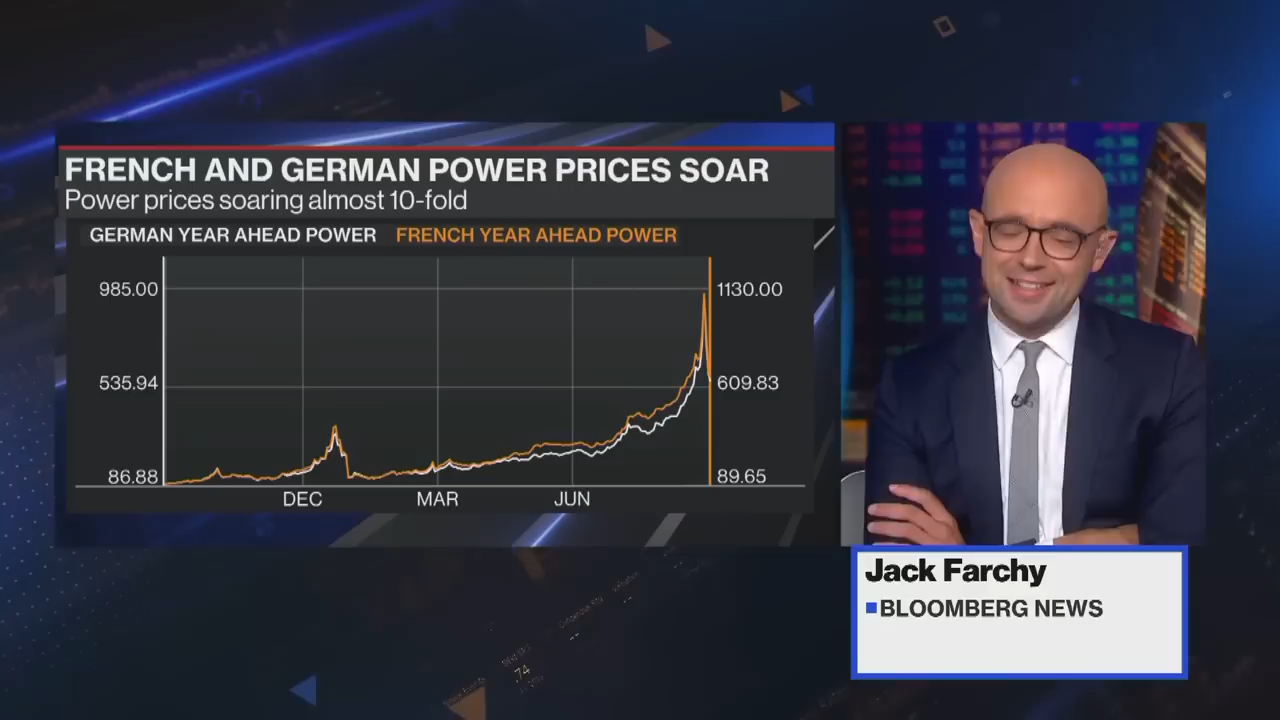 FRENCH AND GERMAN POWER PRICES SOAR
Power prices soaring almost 10-fold
GERMAN YEAR AHEAD POWER FRENCH YEAR AHEAD POWER
985.00 1130.00
535.94 609.83
86.88 89.65
DEC MAR JUN
Jack Farchy
BLOOMBERG NEWS
.74